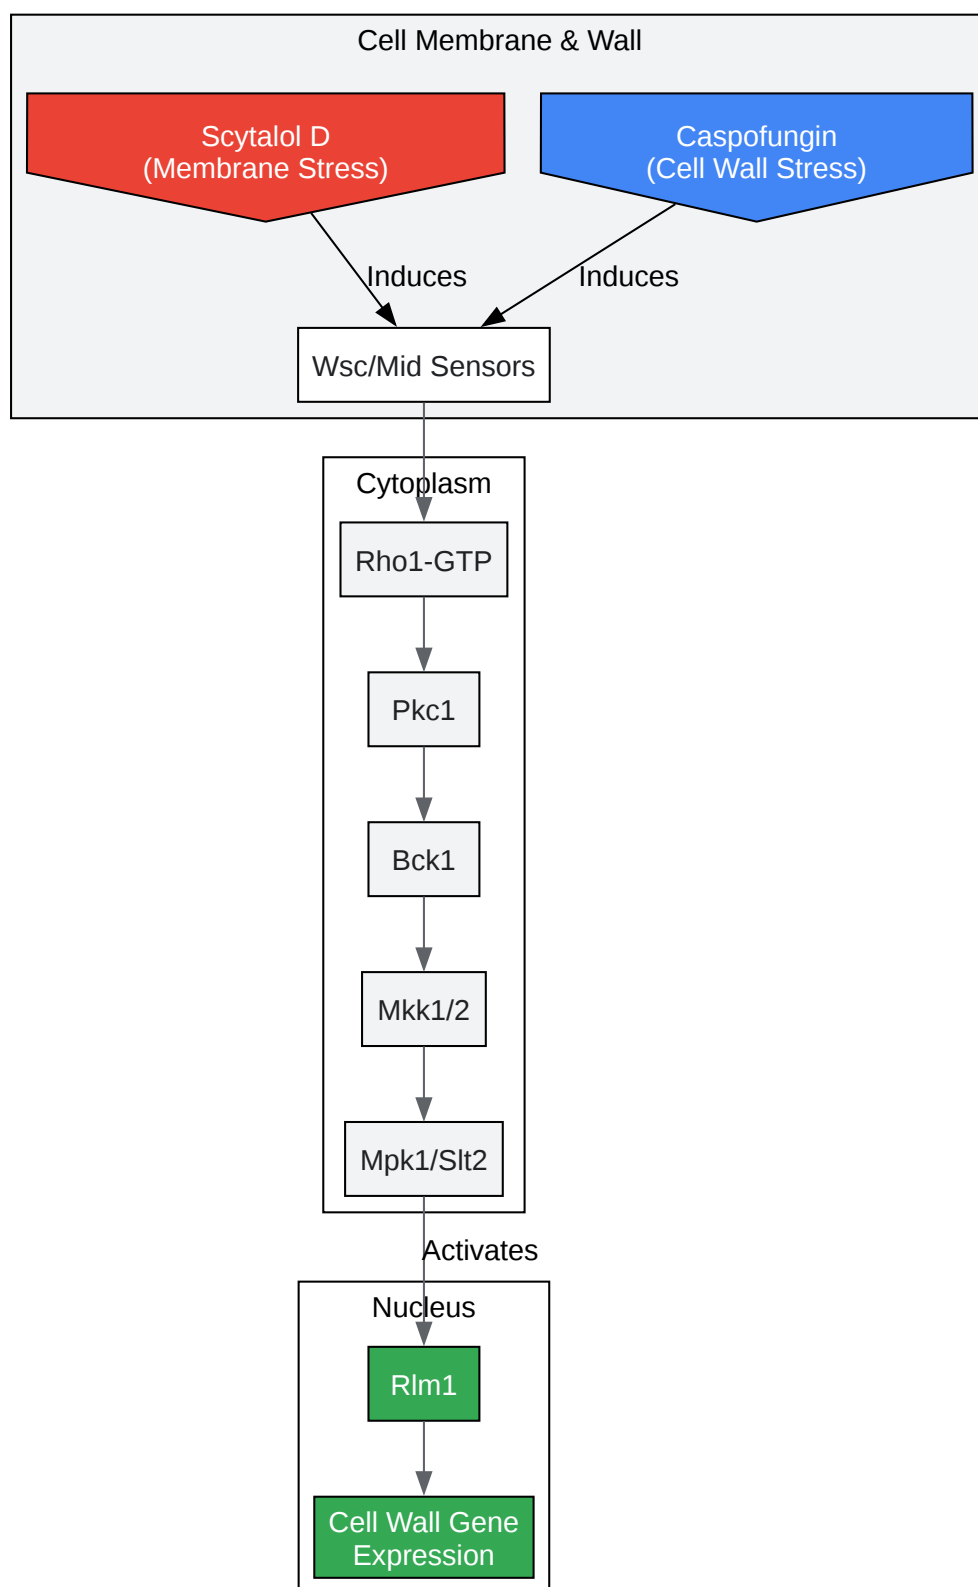 Cell Membrane & Wall
Scytalol D
(Membrane Stress)
Caspofungin
(Cell Wall Stress)
Induces
Induces
Wsc/Mid Sensors
Cytoplasm
Rho1-GTP
Pkc1
Bck1
Mkk1/2
Mpk1/Slt2
Activates
Nucleus
Rlm1
Cell Wall Gene
Expression